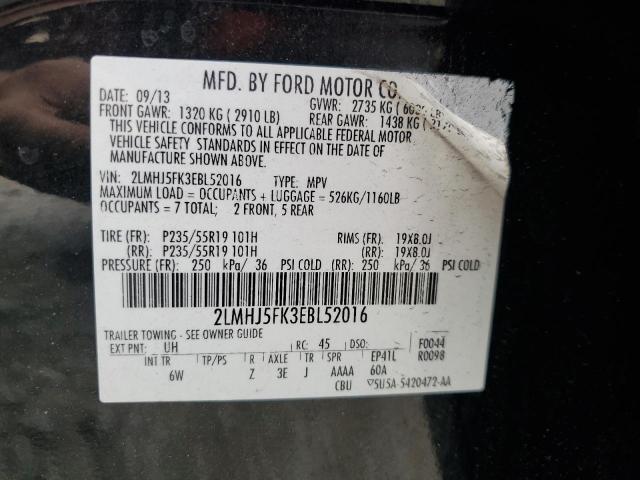 MFD. BY FORD MOTOR CO.
DATE: 09/13 GVWR: 2735 KG
FRONT GAWR: 1320 KG ( 2910 LB) REAR GAWR: 1438 KG
THIS VEHICLE CONFORMS TO ALL APPLICABLE FEDERAL MOTOR
VEHICLE SAFETY STANDARDS IN EFFECT ON THE DATE OF
MANUFACTURE SHOWN ABOVE.
VIN: 2LMHJ5FK3EBL52016 TYPE: MPV
MAXIMUM LOAD = OCCUPANTS + LUGGAGE = 526KG/1160LB
OCCUPANTS = 7 TOTAL; 2 FRONT, 5 REAR
TIRE (FR): P235/55R19 101H RIMS (FR): 19X8.0J
(RR): P235/55R19 101H (RR): 19X8.0J
PRESSURE (FR): 250 kPa/ 36 PSI COLD (RR): 250 kPa/ 36 PSI COLD
2LMHJ5FK3EBL52016
TRAILER TOWING - SEE OWNER GUIDE
EXT PNT: UH RC: 45 DSO: F0044
INT TR TP/PS R AXLE TR SPR EP41L R0098
6W Z 3E J AAAA 60A
CBU 5U5A 5420472-AA